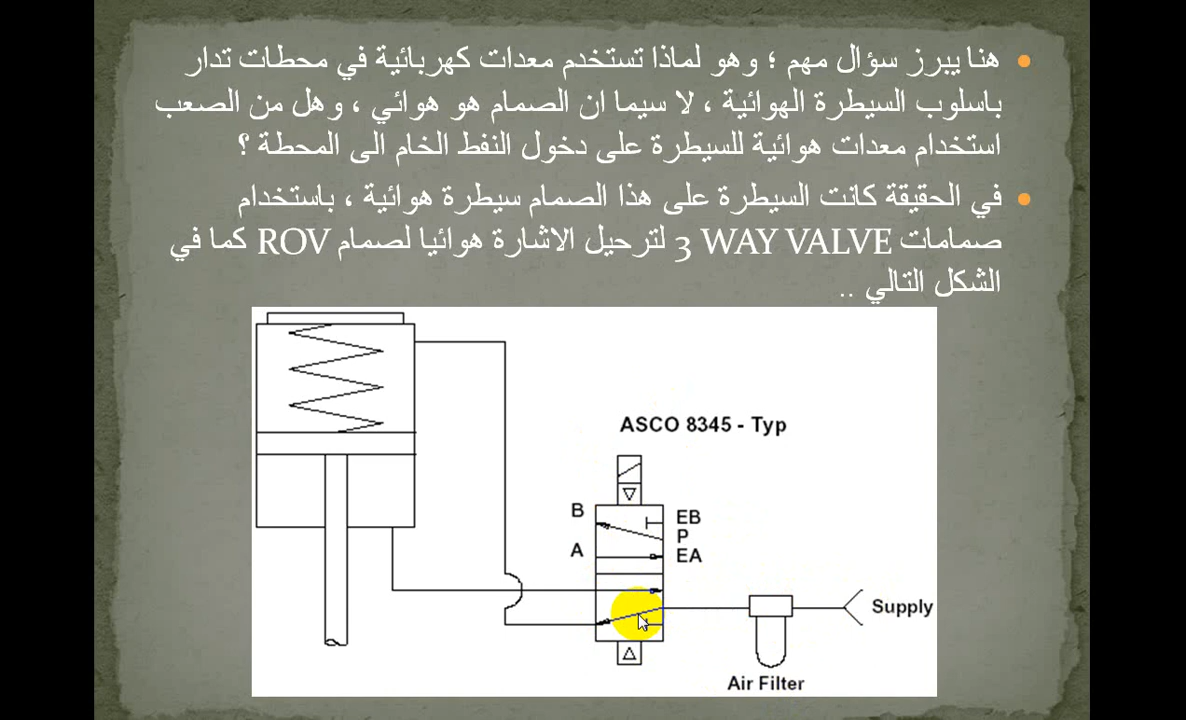 هنا يبرز سؤال مهم ؛ وهو لماذا تستخدم معدات كهربائية في محطات تدار
باسلوب السيطرة الهوائية ، لا سيما ان الصمام هو هوائي ، وهل من الصعب
استخدام معدات هوائية للسيطرة على دخول النفط الخام الى المحطة ؟
في الحقيقة كانت السيطرة على هذا الصمام سيطرة هوائية ، باستخدام
صمامات 3 WAY VALVE لترحيل الاشارة هوائيا لصمام ROV كما في
الشكل التالي ..
ASCO 8345 - Typ
B
EB
P
A
EA
Supply
Air Filter